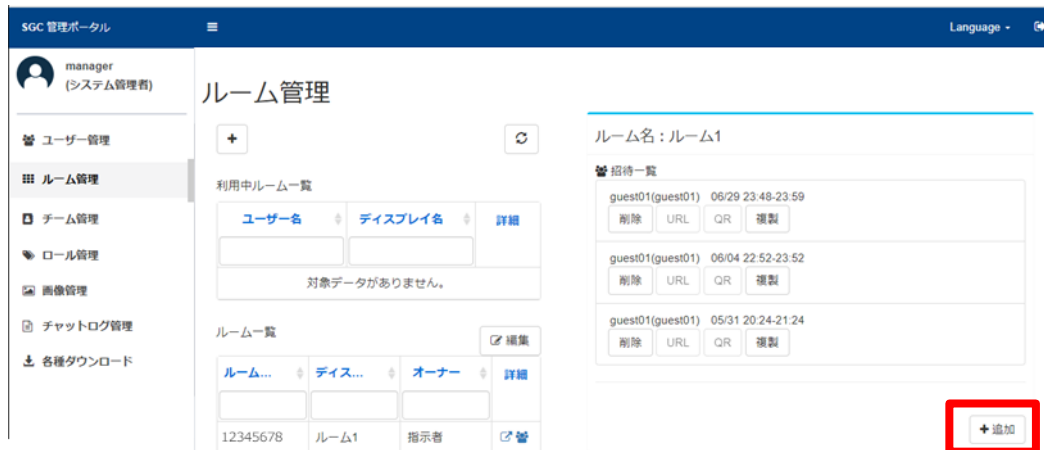 SGC 管理ポータル
Language
manager
(システム管理者)
ユーザー管理
ルーム管理
チーム管理
ロール管理
画像管理
チャットログ管理
各種ダウンロード
ルーム管理
利用中ルーム一覧
ユーザー名 ディスプレイ名 詳細
対象データがありません。
ルーム一覧
編集
ルーム... ディス... オーナー 詳細
12345678 ルーム1 指示者
ルーム名:ルーム1
招待一覧
guest01(guest01) 06/29 23:48-23:59
削除 URL QR 複製
guest01(guest01) 06/04 22:52-23:52
削除 URL QR 複製
guest01(guest01) 05/31 20:24-21:24
削除 URL QR 複製
+追加